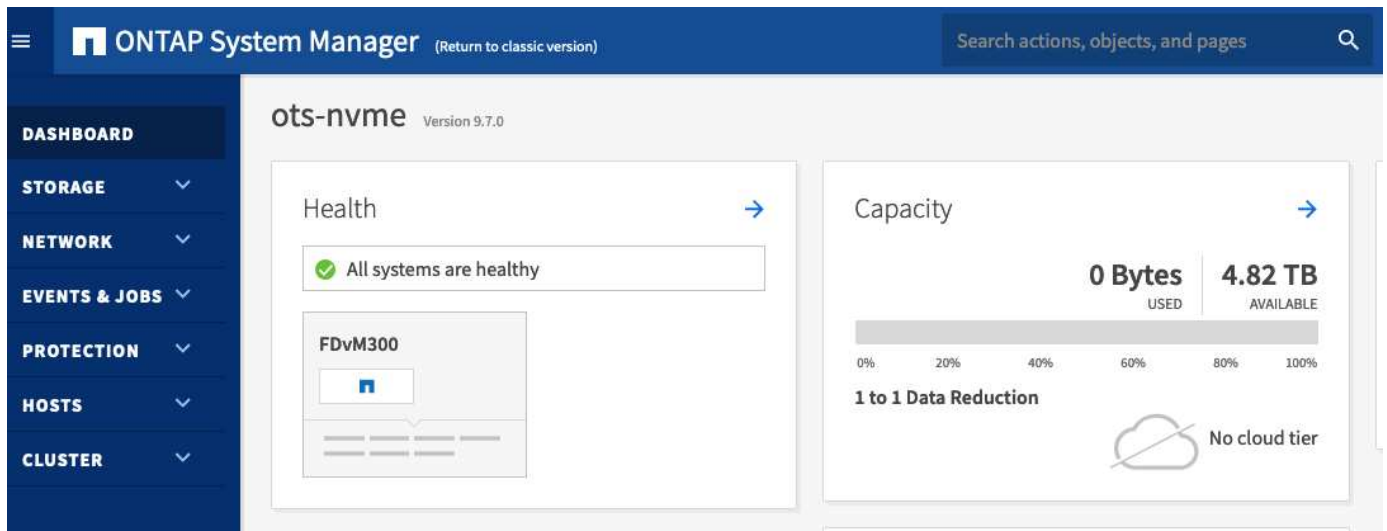 ONTAP System Manager (Return to classic version)
Search actions, objects, and pages
DASHBOARD
STORAGE
NETWORK
EVENTS & JOBS
PROTECTION
HOSTS
CLUSTER
ots-nvme Version 9.7.0
Health
All systems are healthy
FDvM300
Capacity
0 Bytes 4.82 TB
USED AVAILABLE
0% 20% 40% 60% 80% 100%
1 to 1 Data Reduction
No cloud tier